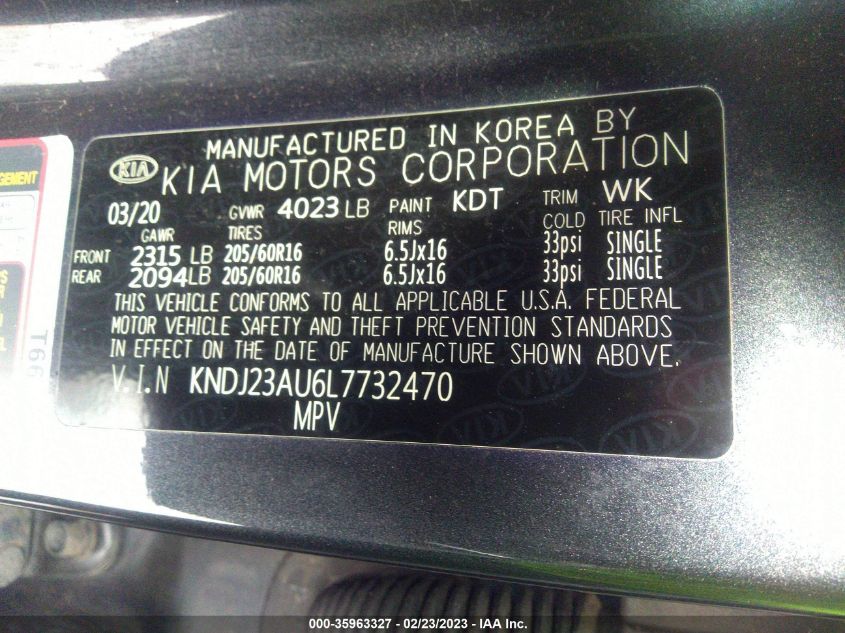 MANUFACTURED IN KOREA BY
KIA KIA MOTORS CORPORATION
03/20 GVWR 4023 LB PAINT KDT TRIM WK
GAWR TIRES RIMS COLD TIRE INFL
FRONT 2315 LB 205/60R16 6.5Jx16 33psi SINGLE
REAR 2094 LB 205/60R16 6.5Jx16 33psi SINGLE
THIS VEHICLE CONFORMS TO ALL APPLICABLE U.S.A. FEDERAL
MOTOR VEHICLE SAFETY AND THEFT PREVENTION STANDARDS
IN EFFECT ON THE DATE OF MANUFACTURE SHOWN ABOVE.
V.I.N KNDJ23AU6L7732470
MPV
000-35963327 - 02/23/2023 - IAA Inc.